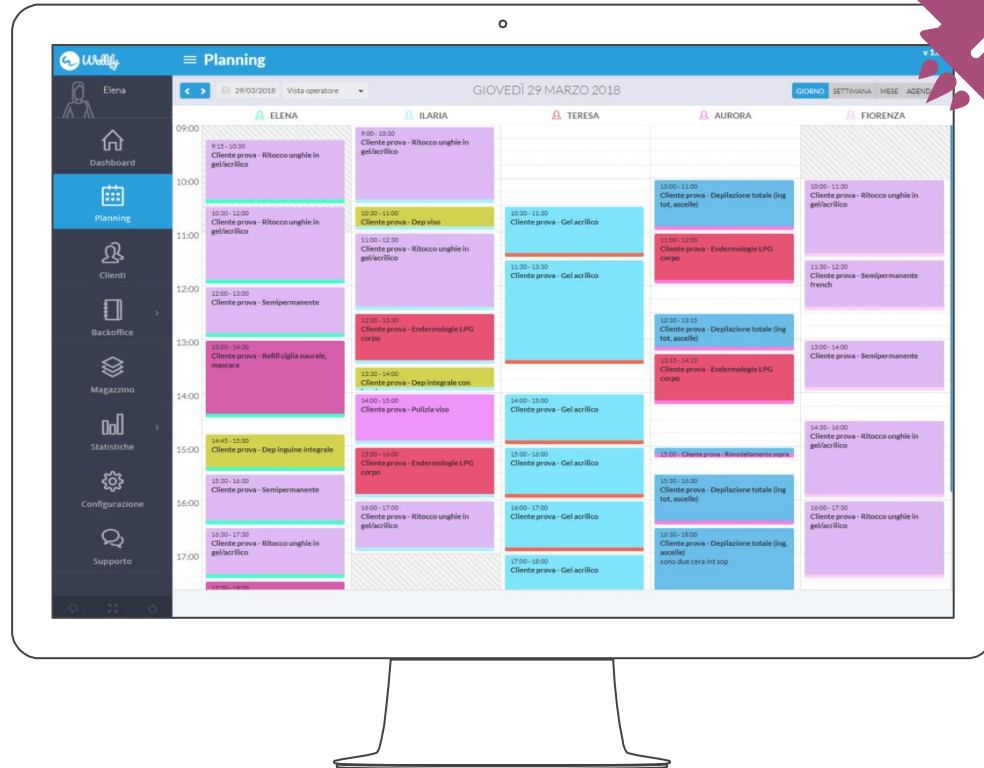 Wellify
Planning
v 1.
Elena
29/03/2018
Vista operatore
GIOVEDÌ 29 MARZO 2018
GIORNO
SETTIMANA
MESE
AGEND
Dashboard
Planning
Clienti
Backoffice
Magazzino
Statistiche
Configurazione
Supporto
09:00
10:00
11:00
12:00
13:00
14:00
15:00
16:00
17:00
ELENA
9:15 - 10:30
Cliente prova - Ritocco unghie in
gel/acrilico
10:30 - 12:00
Cliente prova - Ritocco unghie in
gel/acrilico
12:00 - 13:00
Cliente prova - Semipermanente
13:00 - 14:30
Cliente prova - Refill ciglia naurale,
mascara
14:45 - 15:30
Cliente prova - Dep inguine integrale
15:30 - 16:30
Cliente prova - Semipermanente
16:30 - 17:30
Cliente prova - Ritocco unghie in
gel/acrilico
17:30 - 19:00
ILARIA
9:00 - 10:30
Cliente prova - Ritocco unghie in
gel/acrilico
10:30 - 11:00
Cliente prova - Dep viso
11:00 - 12:30
Cliente prova - Ritocco unghie in
gel/acrilico
12:30 - 13:30
Cliente prova - Endermologie LPG
corpo
13:30 - 14:00
Cliente prova - Dep integrale con
14:00 - 15:00
Cliente prova - Pulizia viso
15:00 - 16:00
Cliente prova - Endermologie LPG
corpo
16:00 - 17:00
Cliente prova - Ritocco unghie in
gel/acrilico
TERESA
10:30 - 11:30
Cliente prova - Gel acrilico
11:30 - 13:30
Cliente prova - Gel acrilico
14:00 - 15:00
Cliente prova - Gel acrilico
15:00 - 16:00
Cliente prova - Gel acrilico
16:00 - 17:00
Cliente prova - Gel acrilico
17:00 - 18:00
Cliente prova - Gel acrilico
AURORA
10:00 - 11:00
Cliente prova - Depilazione totale (ing
tot, ascelle)
11:00 - 12:00
Cliente prova - Endermologie LPG
corpo
12:30 - 13:15
Cliente prova - Depilazione totale (ing
tot, ascelle)
13:15 - 14:15
Cliente prova - Endermologie LPG
corpo
15:00 - Cliente prova - Rimodellamento sopra
15:30 - 16:30
Cliente prova - Depilazione totale (ing
tot, ascelle)
16:30 - 18:00
Cliente prova - Depilazione totale (ing,
ascelle)
sono due cera int sop
FIORENZA
10:00 - 11:30
Cliente prova - Ritocco unghie in
gel/acrilico
11:30 - 12:30
Cliente prova - Semipermanente
french
13:00 - 14:00
Cliente prova - Semipermanente
14:30 - 16:00
Cliente prova - Ritocco unghie in
gel/acrilico
16:00 - 17:30
Cliente prova - Ritocco unghie in
gel/acrilico